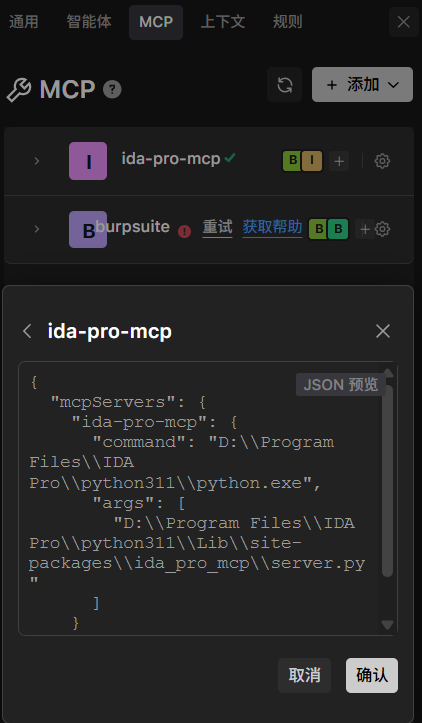 通用 智能体 MCP 上下文 规则
MCP ?
+ 添加
I ida-pro-mcp B I +
B burpsuite ! 重试 获取帮助 B B +
ida-pro-mcp
JSON 预览
{
"mcpServers": {
"ida-pro-mcp": {
"command": "D:\\Program
Files\\IDA
Pro\\python311\\python.exe",
"args": [
"D:\\Program Files\\IDA
Pro\\python311\\Lib\\site-
packages\\ida_pro_mcp\\server.py
"
]
}
取消 确认